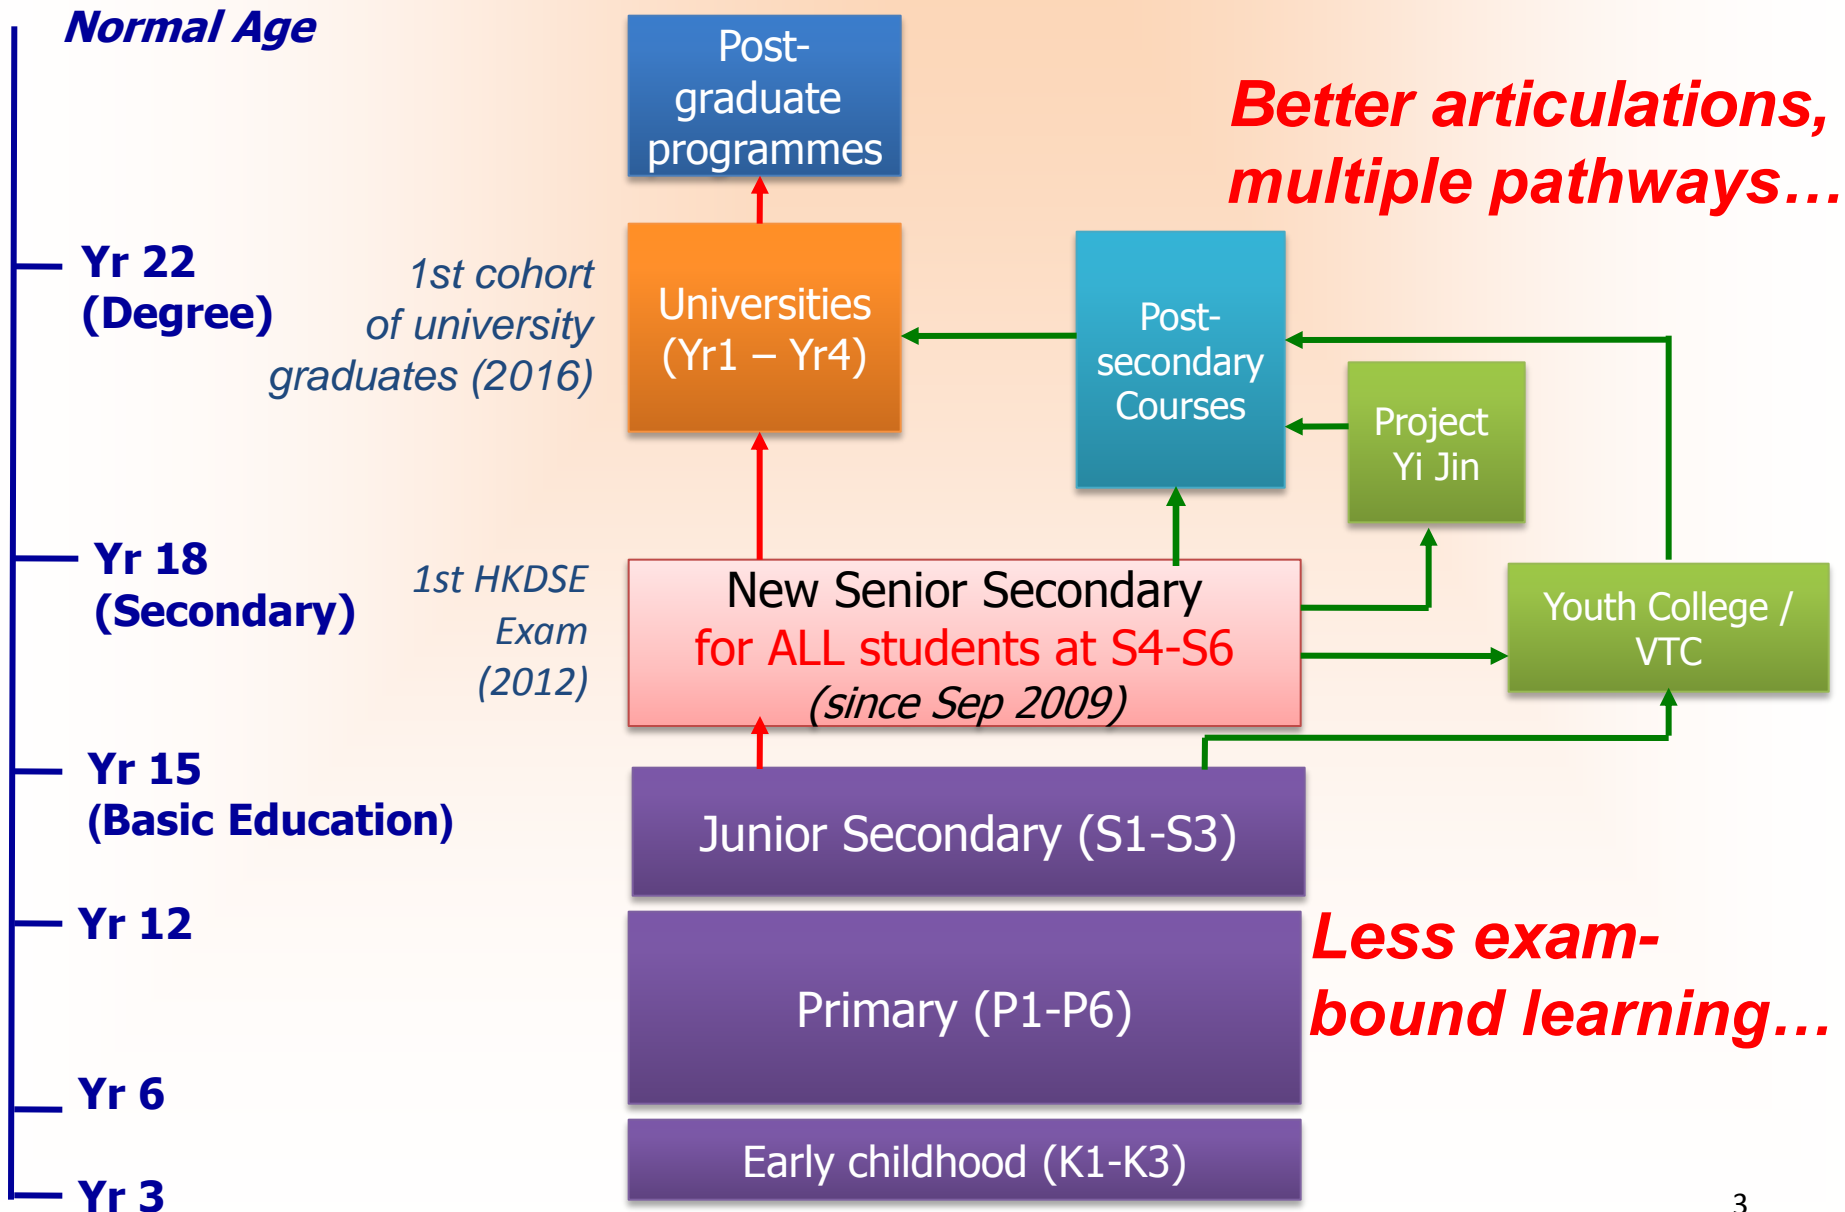 Normal Age
Post-
graduate
programmes
Better articulations,
multiple pathways…
Yr 22
(Degree)
1st cohort
of university
graduates (2016)
Universities
(Yr1 – Yr4)
Post-
secondary
Courses
Project
Yi Jin
Yr 18
(Secondary)
1st HKDSE
Exam
(2012)
New Senior Secondary
for ALL students at S4-S6
(since Sep 2009)
Youth College /
VTC
Yr 15
(Basic Education)
Junior Secondary (S1-S3)
Yr 12
Primary (P1-P6)
Less exam-
bound learning…
Yr 6
Early childhood (K1-K3)
Yr 3
3